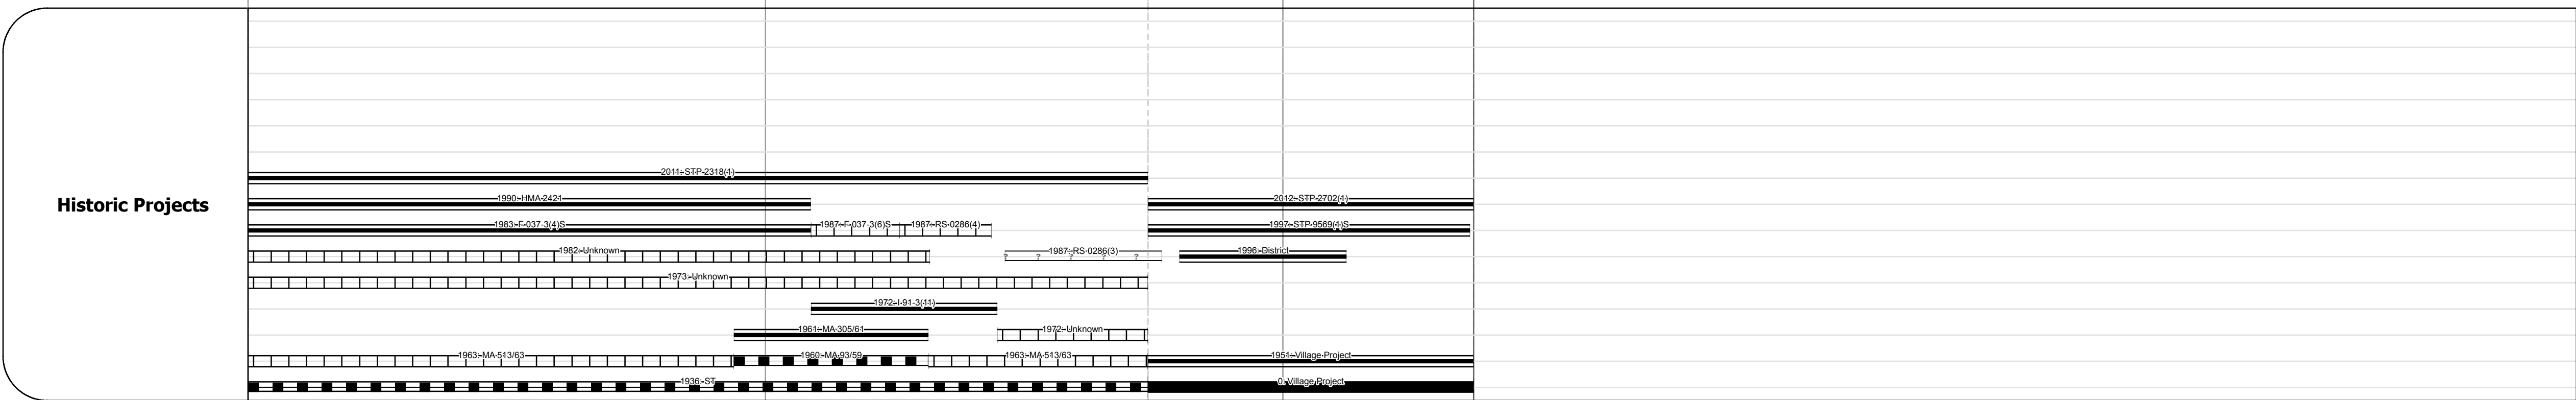 Historic Projects
2011: STP 2318(1)
1990: HMA 2421
2012: STP 2702(1)
1983: F 037-3(4)S
1987: F 037-3(6)S
1987: RS 0286(4)
1997: STP 9569(1)S
1982: Unknown
1987: RS 0286(3)
? ? ? ? ?
1996: District
1973: Unknown
1972: I 91-3(11)
1961: MA 305/61
1972: Unknown
1963: MA 513/63
1960: MA 93/59
1963: MA 513/63
1951: Village Project
1936: ST
0: Village Project